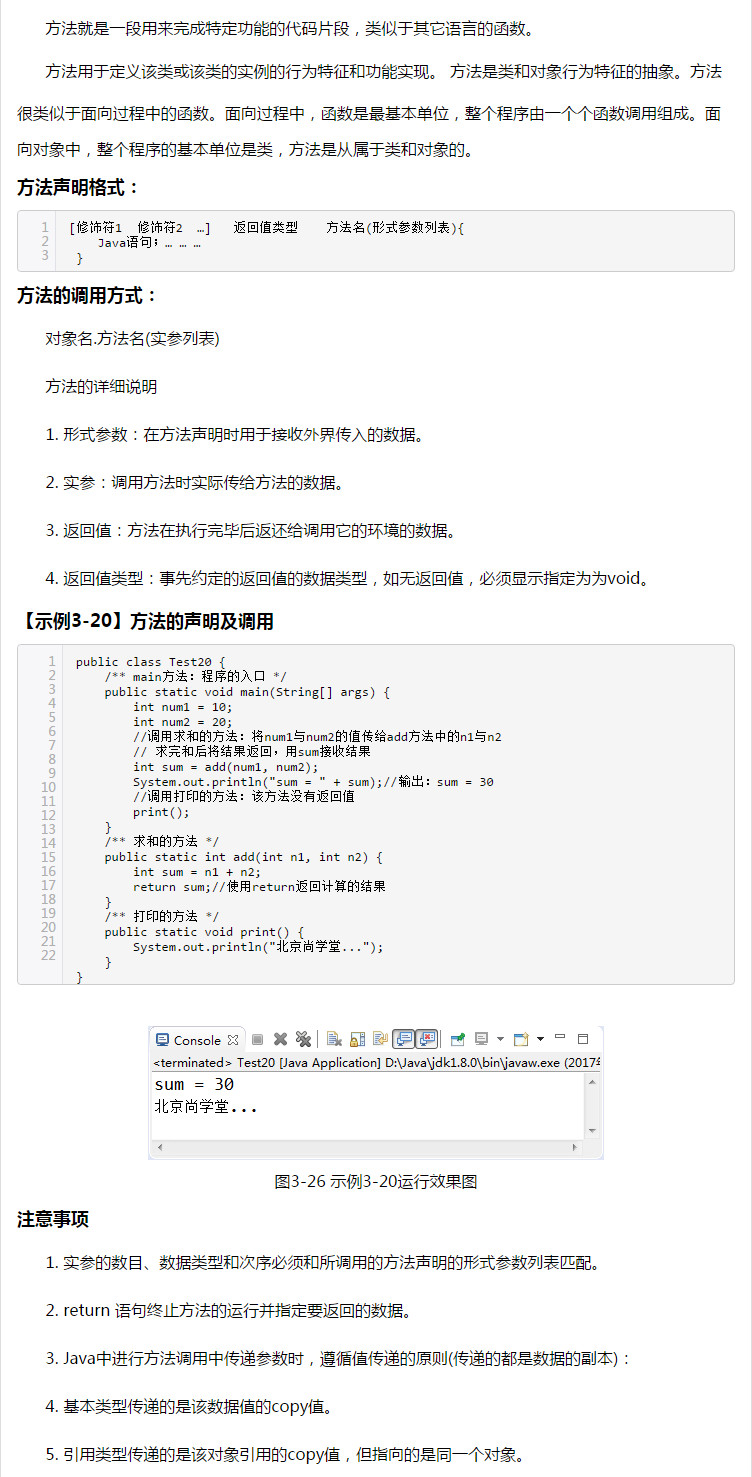 方法就是一段用来完成特定功能的代码片段，类似于其它语言的函数。
方法用于定义该类或该类的实例的行为特征和功能实现。 方法是类和对象行为特征的抽象。方法
很类似于面向过程中的函数。面向过程中，函数是最基本单位，整个程序由一个个函数调用组成。面
向对象中，整个程序的基本单位是类，方法是从属于类和对象的。
方法声明格式：
1 [修饰符1  修饰符2  …]   返回值类型    方法名(形式参数列表){
2     Java语句；… … …
3 }
方法的调用方式：
对象名.方法名(实参列表)
方法的详细说明
1. 形式参数：在方法声明时用于接收外界传入的数据。
2. 实参：调用方法时实际传给方法的数据。
3. 返回值：方法在执行完毕后返还给调用它的环境的数据。
4. 返回值类型：事先约定的返回值的数据类型，如无返回值，必须显示指定为为void。
【示例3-20】方法的声明及调用
1 public class Test20 {
2     /** main方法：程序的入口 */
3     public static void main(String[] args) {
4         int num1 = 10;
5         int num2 = 20;
6         //调用求和的方法：将num1与num2的值传给add方法中的n1与n2
7         // 求完和后将结果返回，用sum接收结果
8         int sum = add(num1, num2);
9         System.out.println("sum = " + sum);//输出：sum = 30
10         //调用打印的方法：该方法没有返回值
11         print();
12     }
13     /** 求和的方法 */
14     public static int add(int n1, int n2) {
15         int sum = n1 + n2;
16         return sum;//使用return返回计算的结果
17     }
18     /** 打印的方法 */
19     public static void print() {
20         System.out.println("北京尚学堂...");
21     }
22 }
Console
<terminated> Test20 [Java Application] D:\Java\jdk1.8.0\bin\javaw.exe (2017年
sum = 30
北京尚学堂...
图3-26 示例3-20运行效果图
注意事项
1. 实参的数目、数据类型和次序必须和所调用的方法声明的形式参数列表匹配。
2. return 语句终止方法的运行并指定要返回的数据。
3. Java中进行方法调用中传递参数时，遵循值传递的原则(传递的都是数据的副本)：
4. 基本类型传递的是该数据值的copy值。
5. 引用类型传递的是该对象引用的copy值，但指向的是同一个对象。